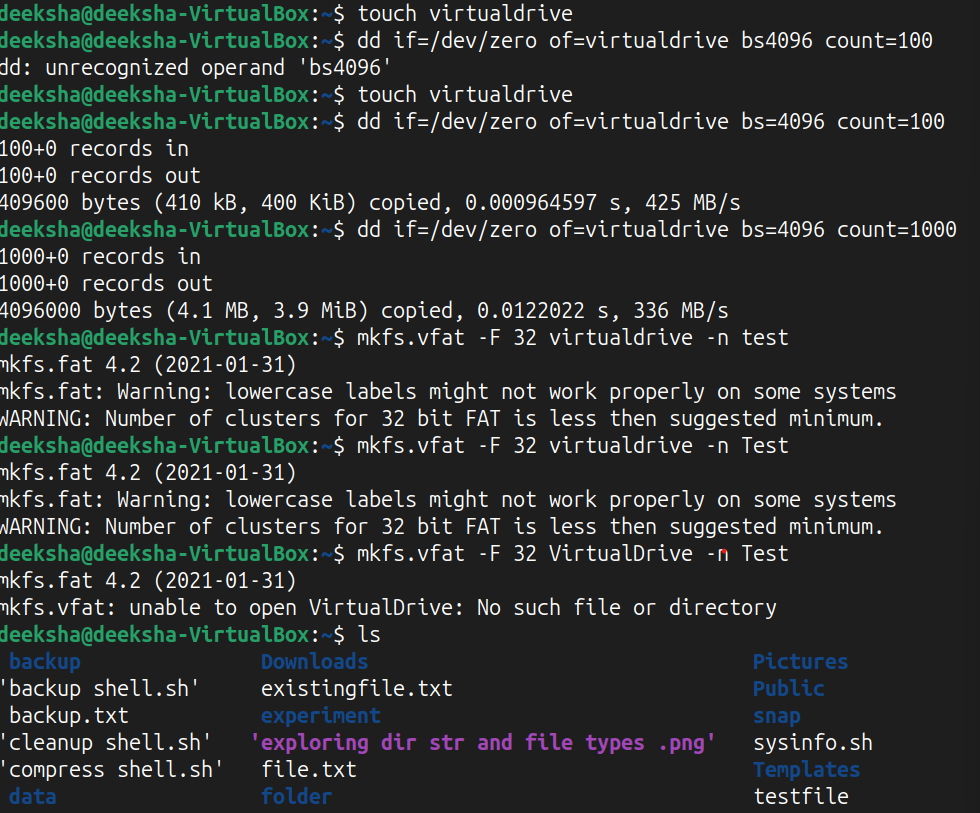 deeksha@deeksha-VirtualBox:~$ touch virtualdrive
deeksha@deeksha-VirtualBox:~$ dd if=/dev/zero of=virtualdrive bs4096 count=100
dd: unrecognized operand 'bs4096'
deeksha@deeksha-VirtualBox:~$ touch virtualdrive
deeksha@deeksha-VirtualBox:~$ dd if=/dev/zero of=virtualdrive bs=4096 count=100
100+0 records in
100+0 records out
409600 bytes (410 kB, 400 KiB) copied, 0.000964597 s, 425 MB/s
deeksha@deeksha-VirtualBox:~$ dd if=/dev/zero of=virtualdrive bs=4096 count=1000
1000+0 records in
1000+0 records out
4096000 bytes (4.1 MB, 3.9 MiB) copied, 0.0122022 s, 336 MB/s
deeksha@deeksha-VirtualBox:~$ mkfs.vfat -F 32 virtualdrive -n test
mkfs.fat 4.2 (2021-01-31)
mkfs.fat: Warning: lowercase labels might not work properly on some systems
WARNING: Number of clusters for 32 bit FAT is less then suggested minimum.
deeksha@deeksha-VirtualBox:~$ mkfs.vfat -F 32 virtualdrive -n Test
mkfs.fat 4.2 (2021-01-31)
mkfs.fat: Warning: lowercase labels might not work properly on some systems
WARNING: Number of clusters for 32 bit FAT is less then suggested minimum.
deeksha@deeksha-VirtualBox:~$ mkfs.vfat -F 32 VirtualDrive -n Test
mkfs.fat 4.2 (2021-01-31)
mkfs.vfat: unable to open VirtualDrive: No such file or directory
deeksha@deeksha-VirtualBox:~$ ls
backup Downloads Pictures
'backup shell.sh' existingfile.txt Public
backup.txt experiment snap
'cleanup shell.sh' 'exploring dir str and file types .png' sysinfo.sh
'compress shell.sh' file.txt Templates
data folder testfile